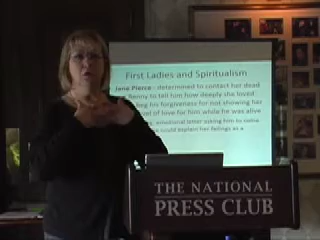 First Ladies and Spiritualism
Jane Pierce - determined to contact her dead
Benny to tell him how deeply she loved
beg his forgiveness for not showing her
of love for him while he was alive
emotional letter asking him to come
could explain her feelings as a
THE NATIONAL
PRESS CLUB